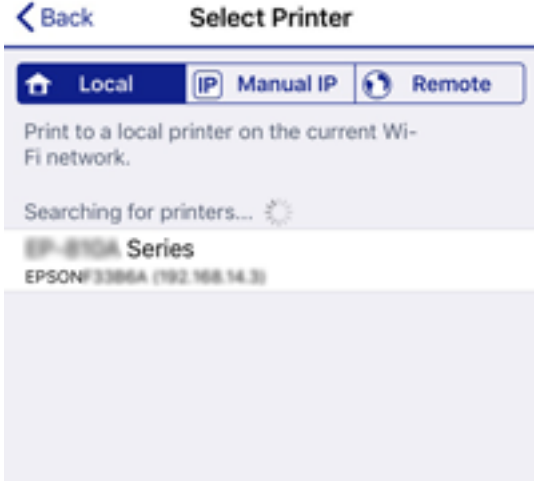 Back Select Printer
Local IP Manual IP Remote
Print to a local printer on the current Wi-
Fi network.
Searching for printers...
Series
EPSON